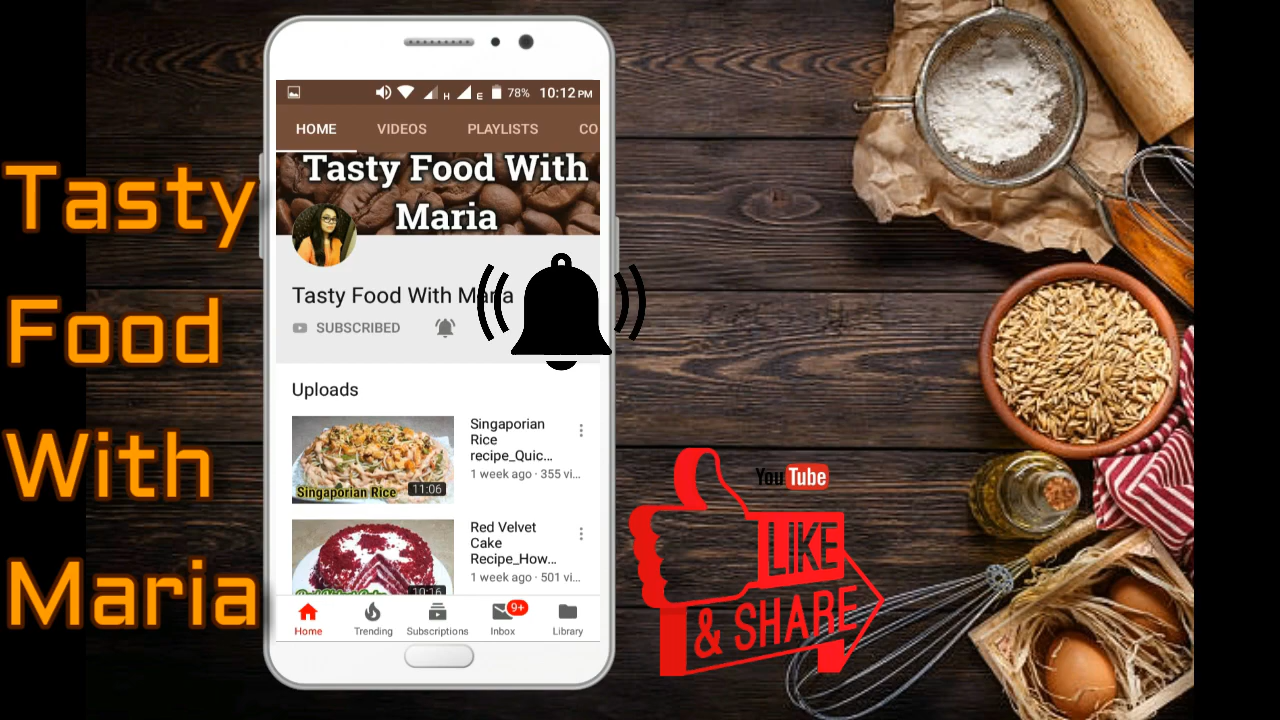 Tasty
Food
With
Maria
H
E
78%
10:12 PM
HOME VIDEOS PLAYLISTS CO
Tasty Food With
Maria
Tasty Food With Maria
SUBSCRIBED
Uploads
Singaporian
Rice
recipe_Quic...
1 week ago · 355 vi...
Singaporian Rice
11:06
Red Velvet
Cake
Recipe_How...
1 week ago · 501 vi...
10:16
Home Trending Subscriptions Inbox Library
9+
YouTube
LIKE
& SHARE